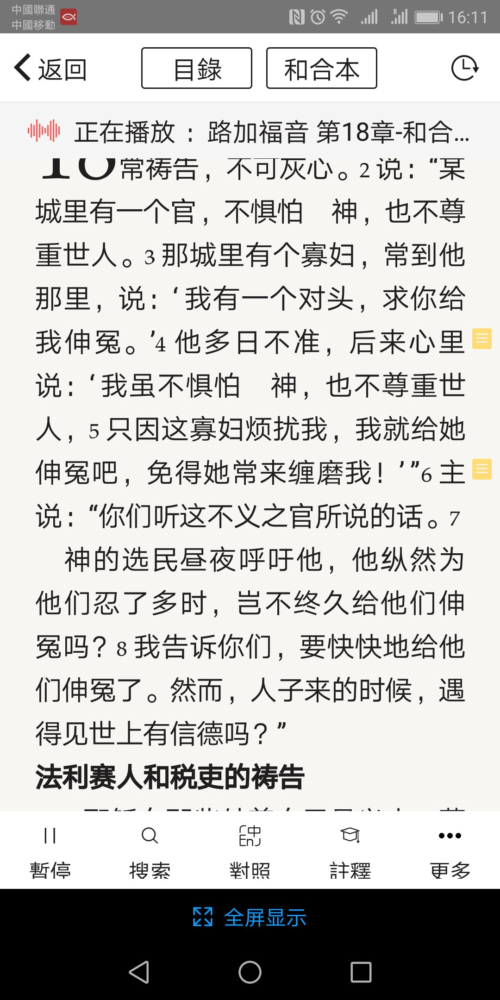 中國聯通
中國移動
16:11
返回
目錄
和合本
正在播放 ：路加福音 第18章-和合...
18 常祷告，不可灰心。2 说：“某
城里有一个官，不惧怕　神，也不尊
重世人。3 那城里有个寡妇，常到他
那里，说：‘我有一个对头，求你给
我伸冤。’4 他多日不准，后来心里
说：‘我虽不惧怕　神，也不尊重世
人，5 只因这寡妇烦扰我，我就给她
伸冤吧，免得她常来缠磨我！’”6 主
说：“你们听这不义之官所说的话。7
　神的选民昼夜呼吁他，他纵然为
他们忍了多时，岂不终久给他们伸
冤吗？8 我告诉你们，要快快地给他
们伸冤了。然而，人子来的时候，遇
得见世上有信德吗？”
法利赛人和税吏的祷告
暫停
搜索
對照
註釋
更多
全屏显示